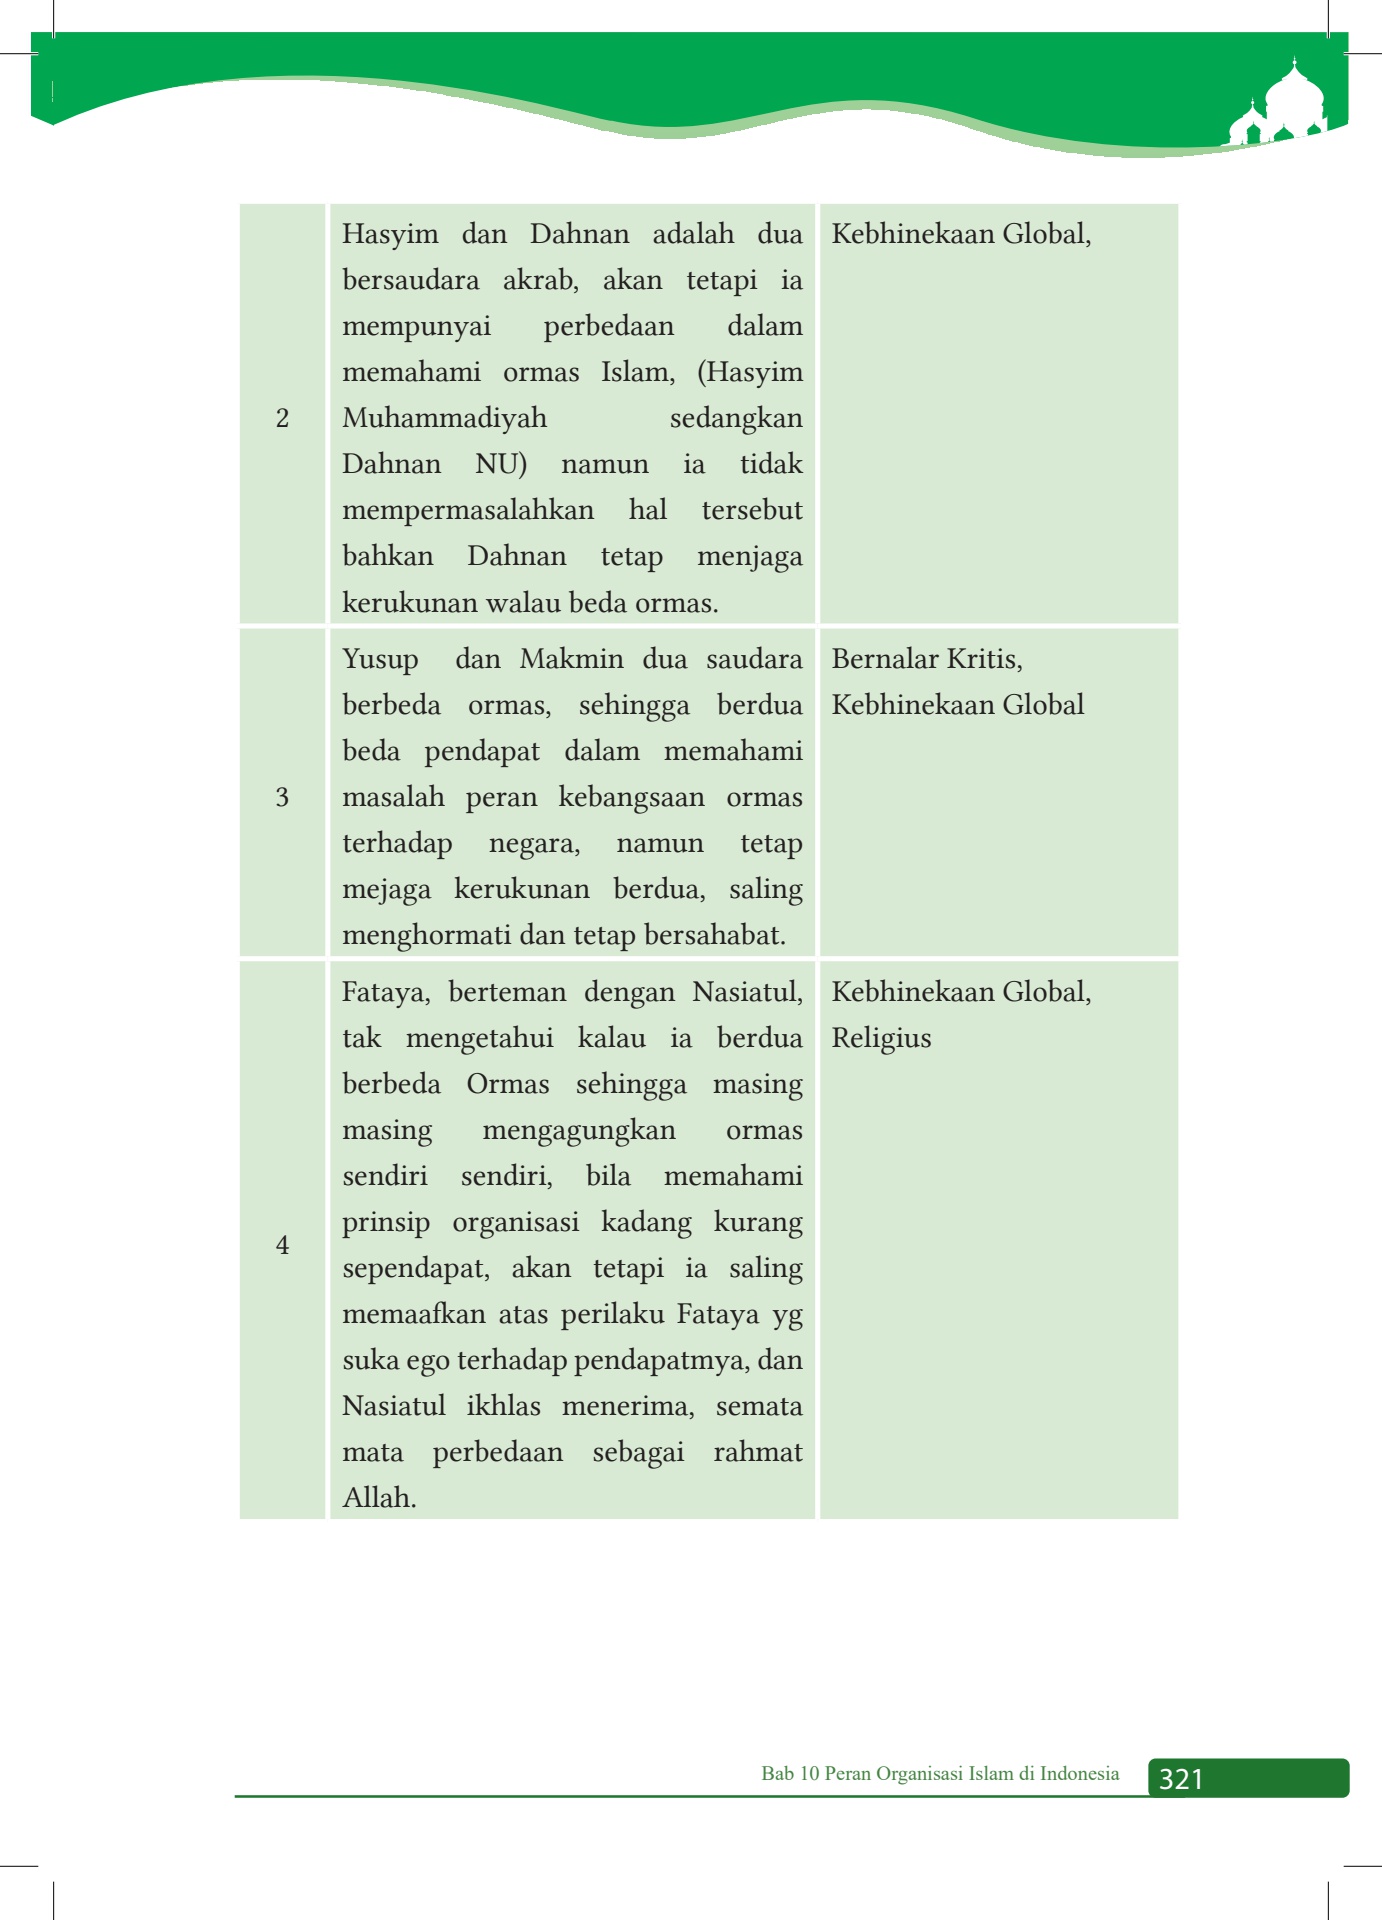 Hasyim dan Dahnan adalah dua
bersaudara akrab, akan tetapi ia
mempunyai perbedaan dalam
memahami ormas Islam, (Hasyim
2
Muhammadiyah sedangkan
Dahnan NU) namun ia tidak
mempermasalahkan hal tersebut
bahkan Dahnan tetap menjaga
kerukunan walau beda ormas.
Kebhinekaan Global,
Yusup dan Makmin dua saudara
berbeda ormas, sehingga berdua
beda pendapat dalam memahami
3
masalah peran kebangsaan ormas
terhadap negara, namun tetap
mejaga kerukunan berdua, saling
menghormati dan tetap bersahabat.
Bernalar Kritis,
Kebhinekaan Global
Fataya, berteman dengan Nasiatul,
tak mengetahui kalau ia berdua
berbeda Ormas sehingga masing
masing mengagungkan ormas
sendiri sendiri, bila memahami
prinsip organisasi kadang kurang
4
sependapat, akan tetapi ia saling
memaafkan atas perilaku Fataya yg
suka ego terhadap pendapatmya, dan
Nasiatul ikhlas menerima, semata
mata perbedaan sebagai rahmat
Allah.
Kebhinekaan Global,
Religius
Bab 10 Peran Organisasi Islam di Indonesia
321